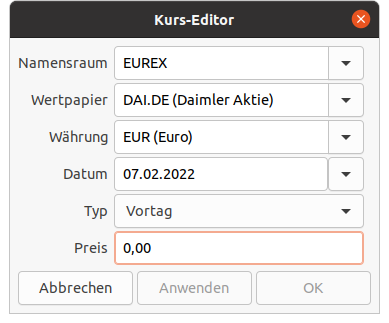 Kurs-Editor
Namensraum EUREX
Wertpapier DAI.DE (Daimler Aktie)
Währung EUR (Euro)
Datum 07.02.2022
Typ Vortag
Preis 0,00
Abbrechen Anwenden OK